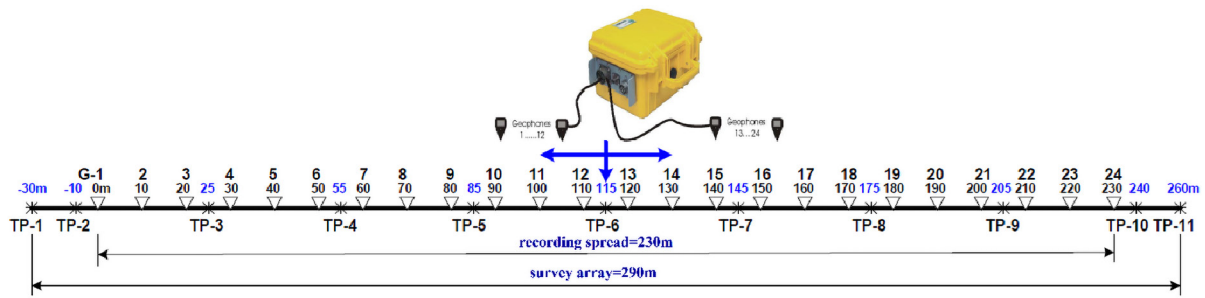 Geophones Geophones
1......12 13....24
G-1 2 3 4 5 6 7 8 9 10 11 12 13 14 15 16 17 18 19 20 21 22 23 24
-30m -10 0m 10 20 25 30 40 50 55 60 70 80 85 90 100 110 115 120 130 140 145 150 160 170 175 180 190 200 205 210 220 230 240 260m
TP-1 TP-2 TP-3 TP-4 TP-5 TP-6 TP-7 TP-8 TP-9 TP-10 TP-11
recording spread=230m
survey array=290m